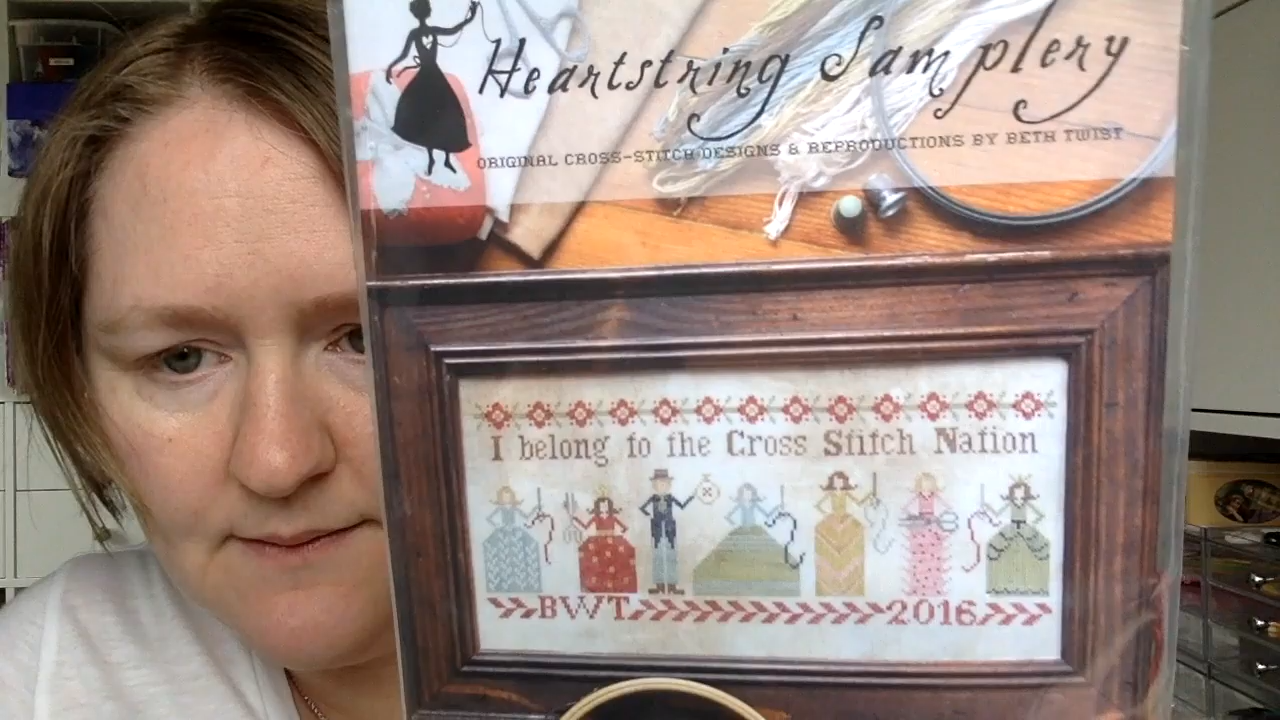 Heartstring Samplery
ORIGINAL CROSS-STITCH DESIGNS & REPRODUCTIONS BY BETH TWIST
I belong to the Cross Stitch Nation
BWT 2016